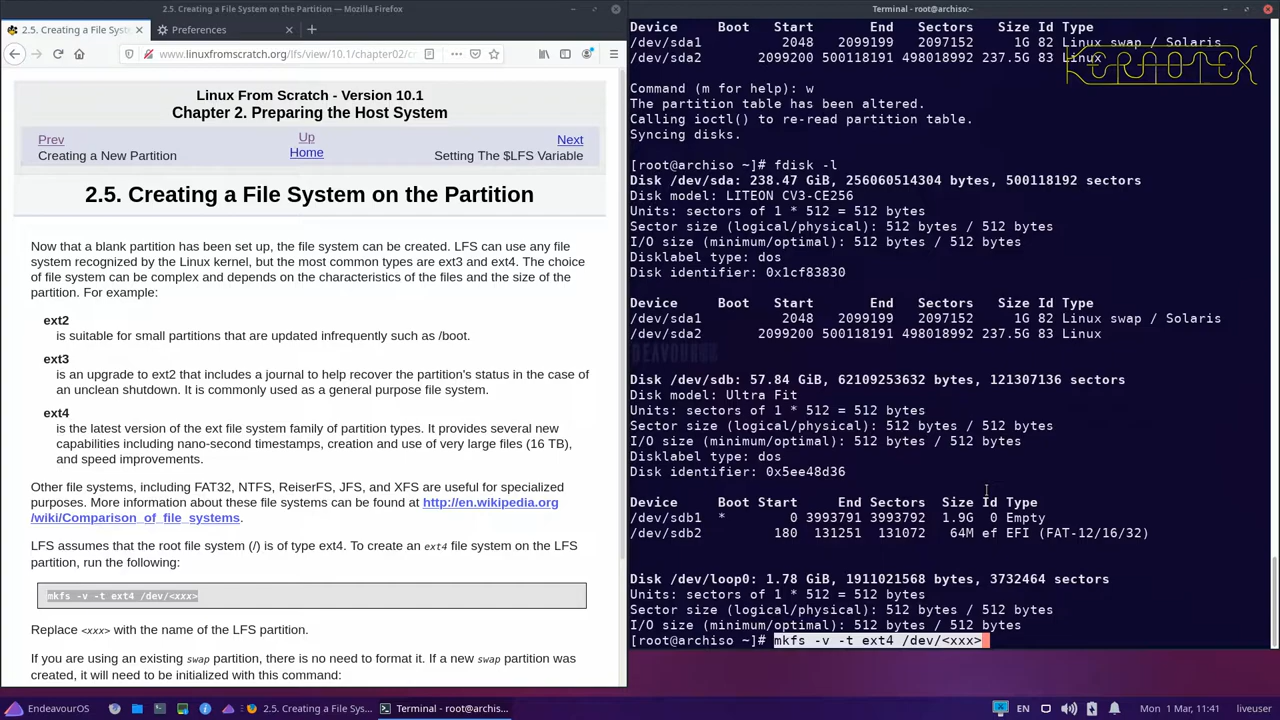 2.5. Creating a File System on the Partition — Mozilla Firefox
2.5. Creating a File Syste
Preferences
www.linuxfromscratch.org/lfs/view/10.1/chapter02/c
Linux From Scratch - Version 10.1
Chapter 2. Preparing the Host System
Prev
Up
Next
Creating a New Partition
Home
Setting The $LFS Variable
2.5. Creating a File System on the Partition
Now that a blank partition has been set up, the file system can be created. LFS can use any file
system recognized by the Linux kernel, but the most common types are ext3 and ext4. The choice
of file system can be complex and depends on the characteristics of the files and the size of the
partition. For example:
ext2
is suitable for small partitions that are updated infrequently such as /boot.
ext3
is an upgrade to ext2 that includes a journal to help recover the partition's status in the case of
an unclean shutdown. It is commonly used as a general purpose file system.
ext4
is the latest version of the ext file system family of partition types. It provides several new
capabilities including nano-second timestamps, creation and use of very large files (16 TB),
and speed improvements.
Other file systems, including FAT32, NTFS, ReiserFS, JFS, and XFS are useful for specialized
purposes. More information about these file systems can be found at http://en.wikipedia.org
/wiki/Comparison_of_file_systems.
LFS assumes that the root file system (/) is of type ext4. To create an ext4 file system on the LFS
partition, run the following:
mkfs -v -t ext4 /dev/<xxx>
Replace <xxx> with the name of the LFS partition.
If you are using an existing swap partition, there is no need to format it. If a new swap partition was
created, it will need to be initialized with this command:
Terminal - root@archiso:~
Device Boot Start End Sectors Size Id Type
/dev/sda1 2048 2099199 2097152 1G 82 Linux swap / Solaris
/dev/sda2 2099200 500118191 498018992 237.5G 83 Linux
KERNOTEX
Command (m for help): w
The partition table has been altered.
Calling ioctl() to re-read partition table.
Syncing disks.
[root@archiso ~]# fdisk -l
Disk /dev/sda: 238.47 GiB, 256060514304 bytes, 500118192 sectors
Disk model: LITEON CV3-CE256
Units: sectors of 1 * 512 = 512 bytes
Sector size (logical/physical): 512 bytes / 512 bytes
I/O size (minimum/optimal): 512 bytes / 512 bytes
Disklabel type: dos
Disk identifier: 0x1cf83830
Device Boot Start End Sectors Size Id Type
/dev/sda1 2048 2099199 2097152 1G 82 Linux swap / Solaris
/dev/sda2 2099200 500118191 498018992 237.5G 83 Linux
Disk /dev/sdb: 57.84 GiB, 62109253632 bytes, 121307136 sectors
Disk model: Ultra Fit
Units: sectors of 1 * 512 = 512 bytes
Sector size (logical/physical): 512 bytes / 512 bytes
I/O size (minimum/optimal): 512 bytes / 512 bytes
Disklabel type: dos
Disk identifier: 0x5ee48d36
Device Boot Start End Sectors Size Id Type
/dev/sdb1 * 0 3993791 3993792 1.9G 0 Empty
/dev/sdb2 180 131251 131072 64M ef EFI (FAT-12/16/32)
Disk /dev/loop0: 1.78 GiB, 1911021568 bytes, 3732464 sectors
Units: sectors of 1 * 512 = 512 bytes
Sector size (logical/physical): 512 bytes / 512 bytes
I/O size (minimum/optimal): 512 bytes / 512 bytes
[root@archiso ~]# mkfs -v -t ext4 /dev/<xxx>
EndeavourOS
2.5. Creating a File Sys...
Terminal - root@archis...
EN
Mon 1 Mar, 11:41
liveuser